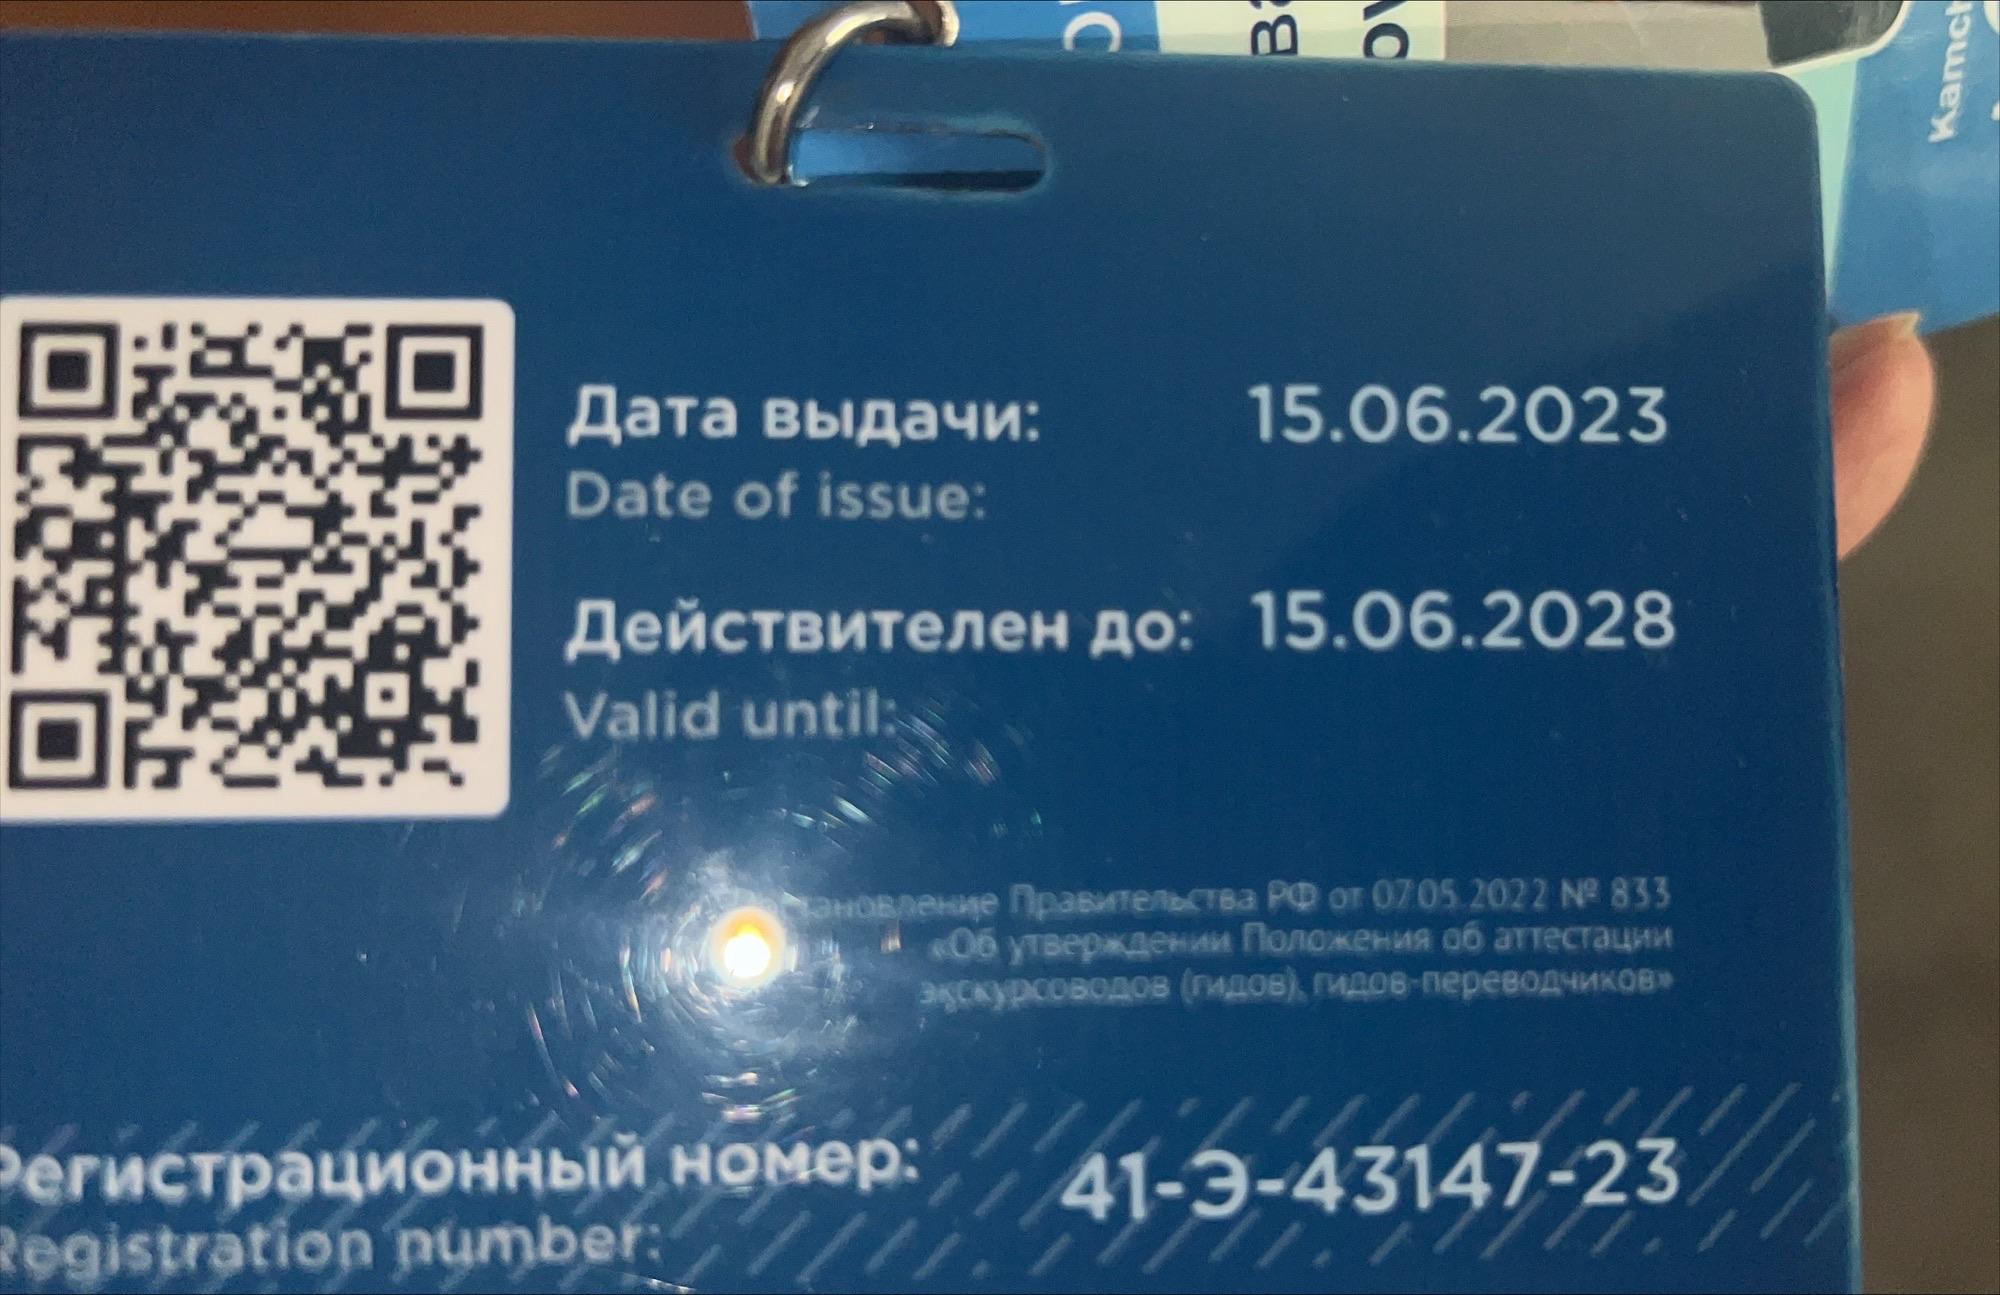 Kamch
Дата выдачи: 15.06.2023
Date of issue:
Действителен до: 15.06.2028
Valid until:
Правительства РФ от 07.05.2022 № 833
«Об утверждении Положения об аттестации
экскурсоводов (гидов), гидов-переводчиков»
Регистрационный номер: 41-Э-43147-23
Registration number: